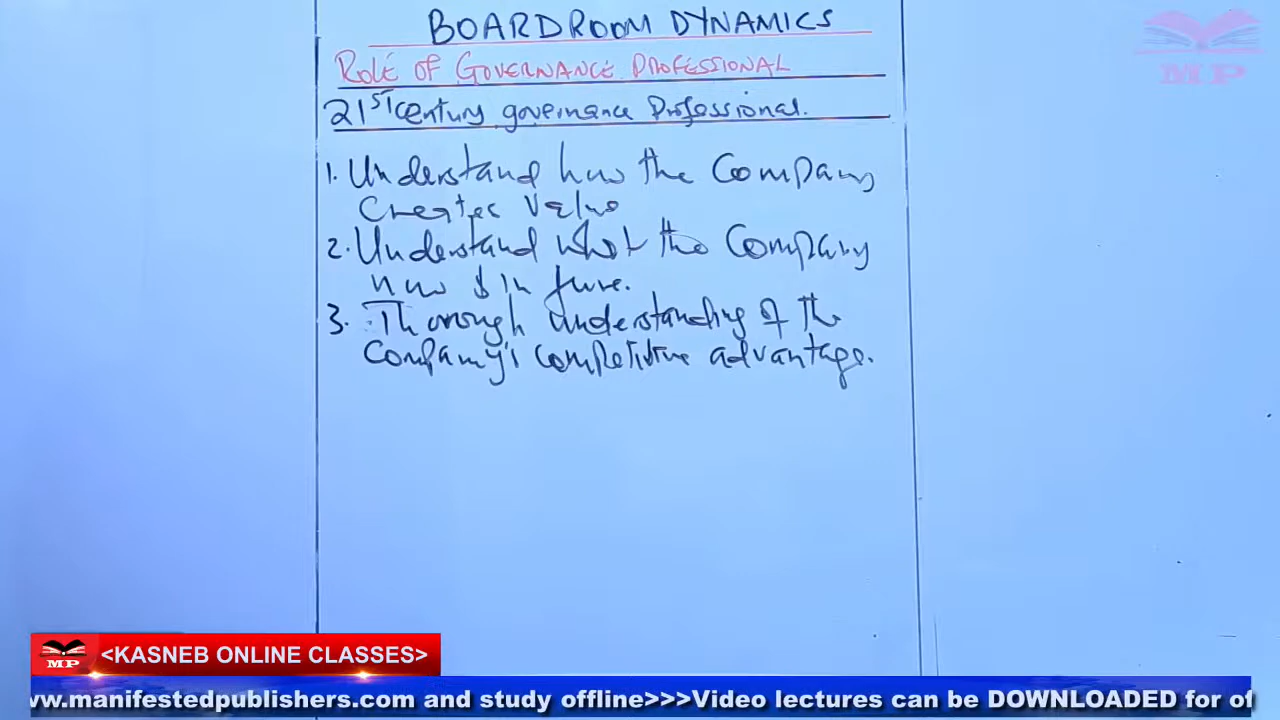 BOARDROOM DYNAMICS
ROLE OF GOVERNANCE PROFESSIONAL
21st century governance Professional.
1. Understand how the Company
Creates Value
2. Understand what the Company
now & in
3. Thorough understanding of the
Company's competitive advantage.
MP
MP
<KASNEB ONLINE CLASSES>
ww.manifestedpublishers.com and study offline>>>Video lectures can be DOWNLOADED for of